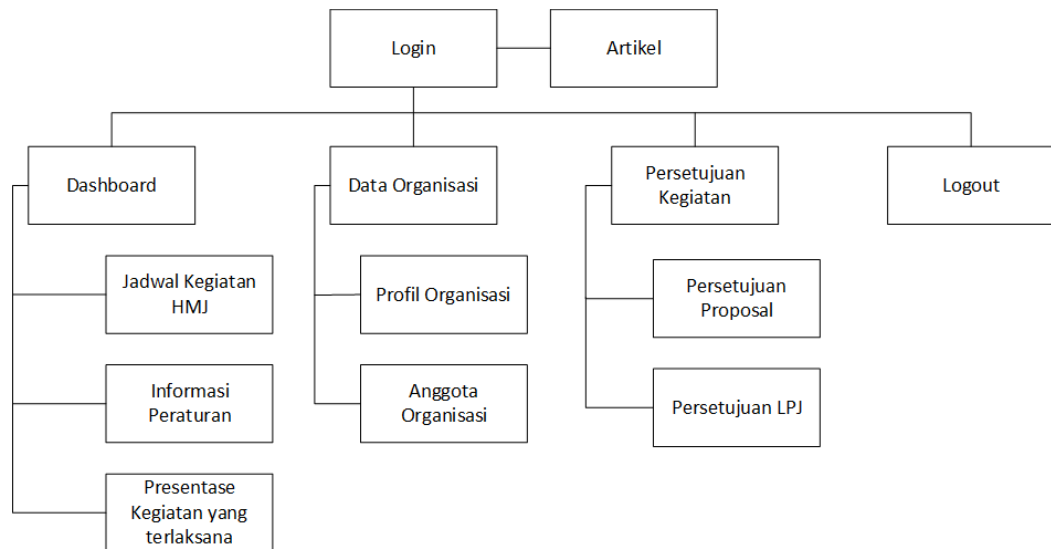 Login
Artikel
Dashboard
Data Organisasi
Persetujuan
Kegiatan
Logout
Jadwal Kegiatan
HMJ
Profil Organisasi
Persetujuan
Proposal
Informasi
Peraturan
Anggota
Organisasi
Persetujuan LPJ
Presentase
Kegiatan yang
terlaksana